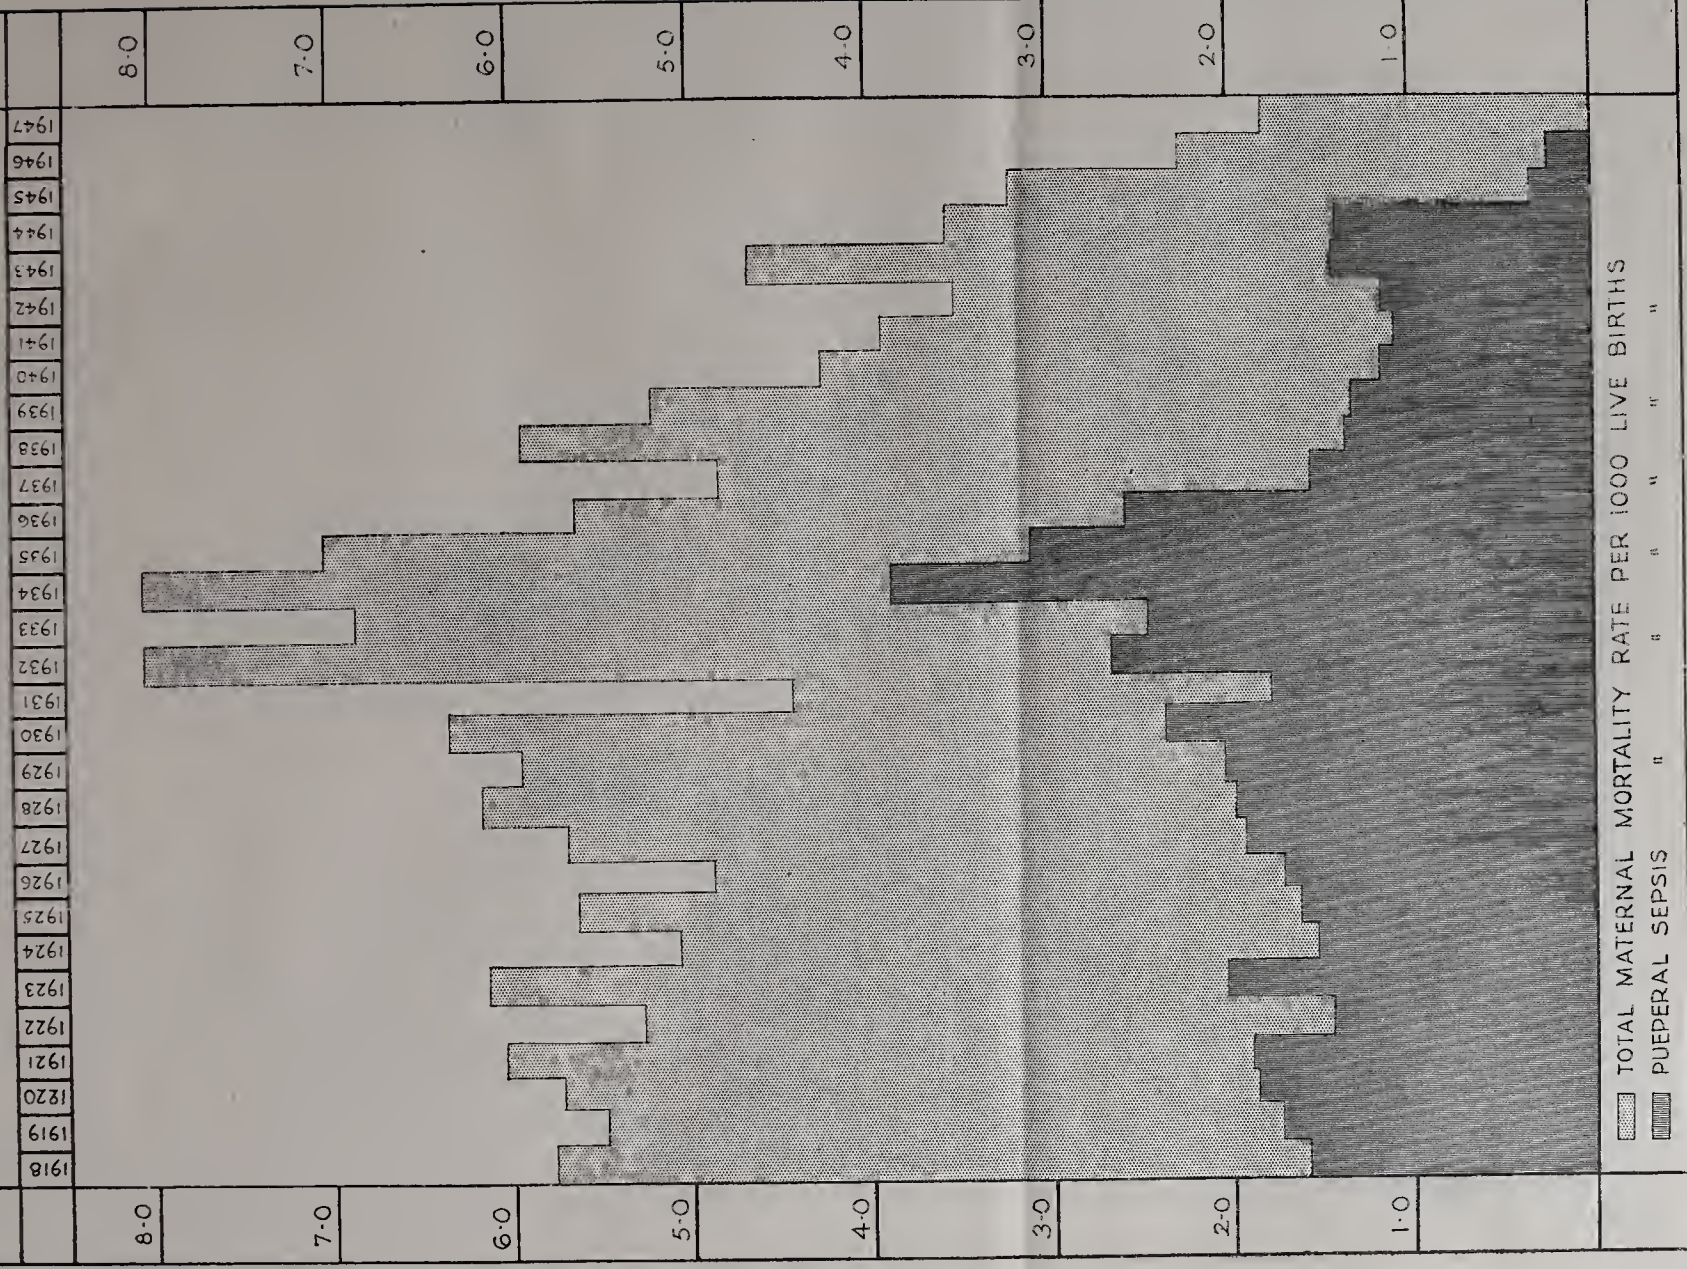 1918 1919 1220 1921 1922 1923 1924 1925 1926 1927 1928 1929 1930 1931 1932 1933 1934 1935 1936 1937 1938 1939 1940 1941 1942 1943 1944 1945 1946 1947
8·0 8·0
7·0 7·0
6·0 6·0
5·0 5·0
4·0 4·0
3·0 3·0
2·0 2·0
1·0 1·0
TOTAL MATERNAL MORTALITY RATE PER 1000 LIVE BIRTHS
PUEPERAL SEPSIS " " " " " "